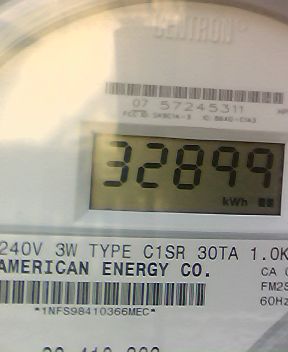 CENTRON®
07 57245311
32899
kWh
240V 3W TYPE C1SR 30TA 1.0K
AMERICAN ENERGY CO.
CA
FM2S
60Hz
*1NFS98410366MEC*